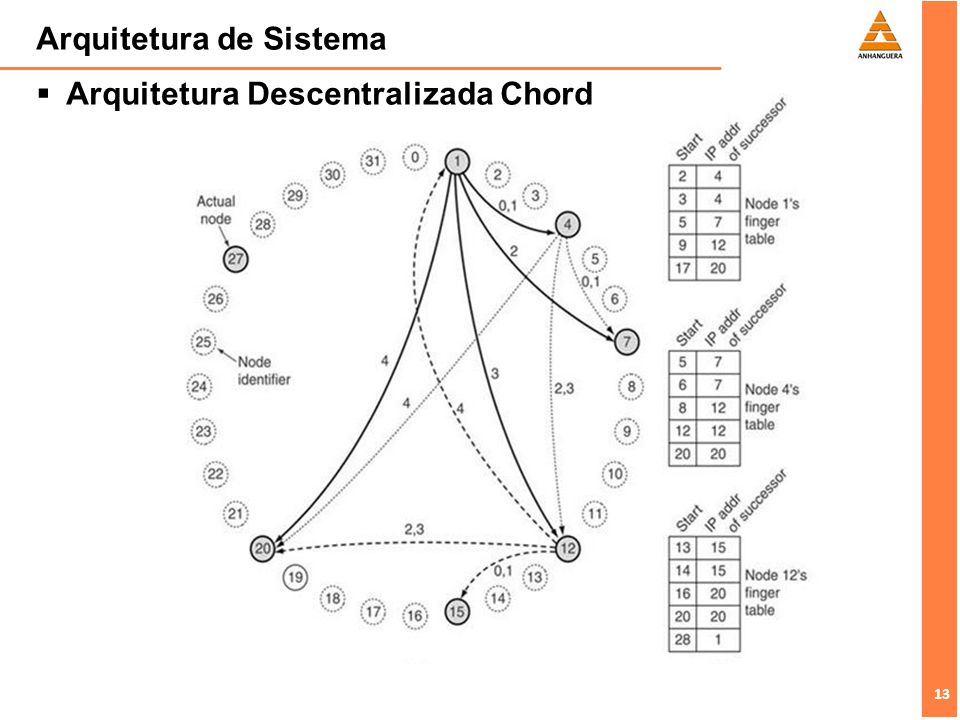 Arquitetura de Sistema
ANHANGUERA
▪ Arquitetura Descentralizada Chord
Start
IP addr
of successor
2 4
3 4
5 7
9 12
17 20
Node 1's
finger
table
Start
IP addr
of successor
5 7
6 7
8 12
12 12
20 20
Node 4's
finger
table
Start
IP addr
of successor
13 15
14 15
16 20
20 20
28 1
Node 12's
finger
table
Actual
node
Node
identifier
0
1
2
3
4
5
6
7
8
9
10
11
12
13
14
15
16
17
18
19
20
21
22
23
24
25
26
27
28
29
30
31
0,1
2
0,1
4
3
2,3
4
4
2,3
0,1
13